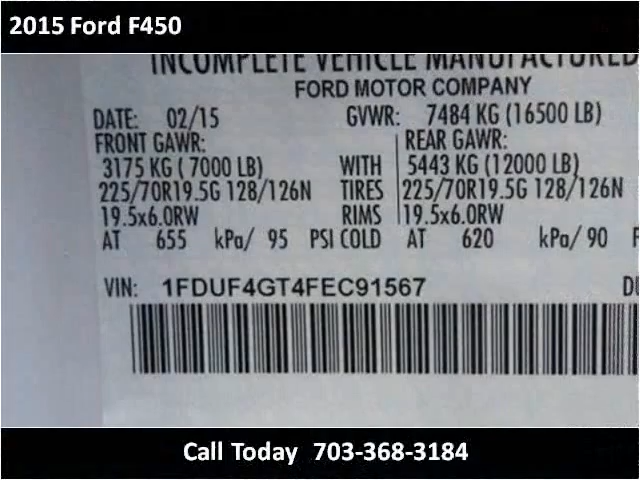 2015 Ford F450
INCOMPLETE VEHICLE MANUFACTURED
FORD MOTOR COMPANY
DATE: 02/15 GVWR: 7484 KG (16500 LB)
FRONT GAWR: REAR GAWR:
3175 KG ( 7000 LB) WITH 5443 KG (12000 LB)
225/70R19.5G 128/126N TIRES 225/70R19.5G 128/126N
19.5x6.0RW RIMS 19.5x6.0RW
AT 655 kPa/ 95 PSI COLD AT 620 kPa/ 90
VIN: 1FDUF4GT4FEC91567
Call Today 703-368-3184